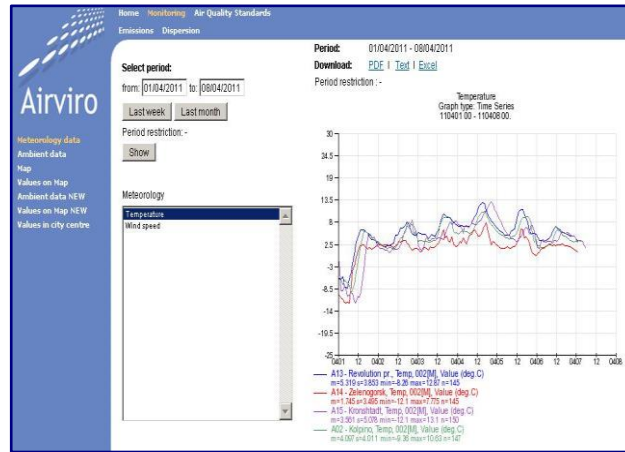 Home Monitoring Air Quality Standards
Emissions Dispersion
Airviro
Meteorology data
Ambient data
Map
Values on Map
Ambient data NEW
Values on Map NEW
Values in city centre
Select period:
from: 01/04/2011 to: 08/04/2011
Last week Last month
Period restriction: -
Show
Meteorology
Temperature
Wind speed
Period: 01/04/2011 - 08/04/2011
Download: PDF | Text | Excel
Period restriction : -
Temperature
Graph type: Time Series
110401 00 - 110408 00.
30
24.5
19
13.5
8
2.5
-3
-8.5
-14
-19.5
-25
0401 12 0402 12 0403 12 0404 12 0405 12 0406 12 0407 12 0408
A13 - Revolution pr., Temp, 002[M], Value (deg.C)
m=5.319 s=3.853 min=-8.26 max=12.87 n=145
A14 - Zelenogorsk, Temp, 002[M], Value (deg.C)
m=1.745 s=3.495 min=-12.1 max=7.775 n=145
A15 - Kronshtadt, Temp, 002[M], Value (deg.C)
m=3.561 s=5.078 min=-12.1 max=13.1 n=150
A02 - Kolpino, Temp, 002[M], Value (deg.C)
m=4.097 s=4.011 min=-9.36 max=10.63 n=147